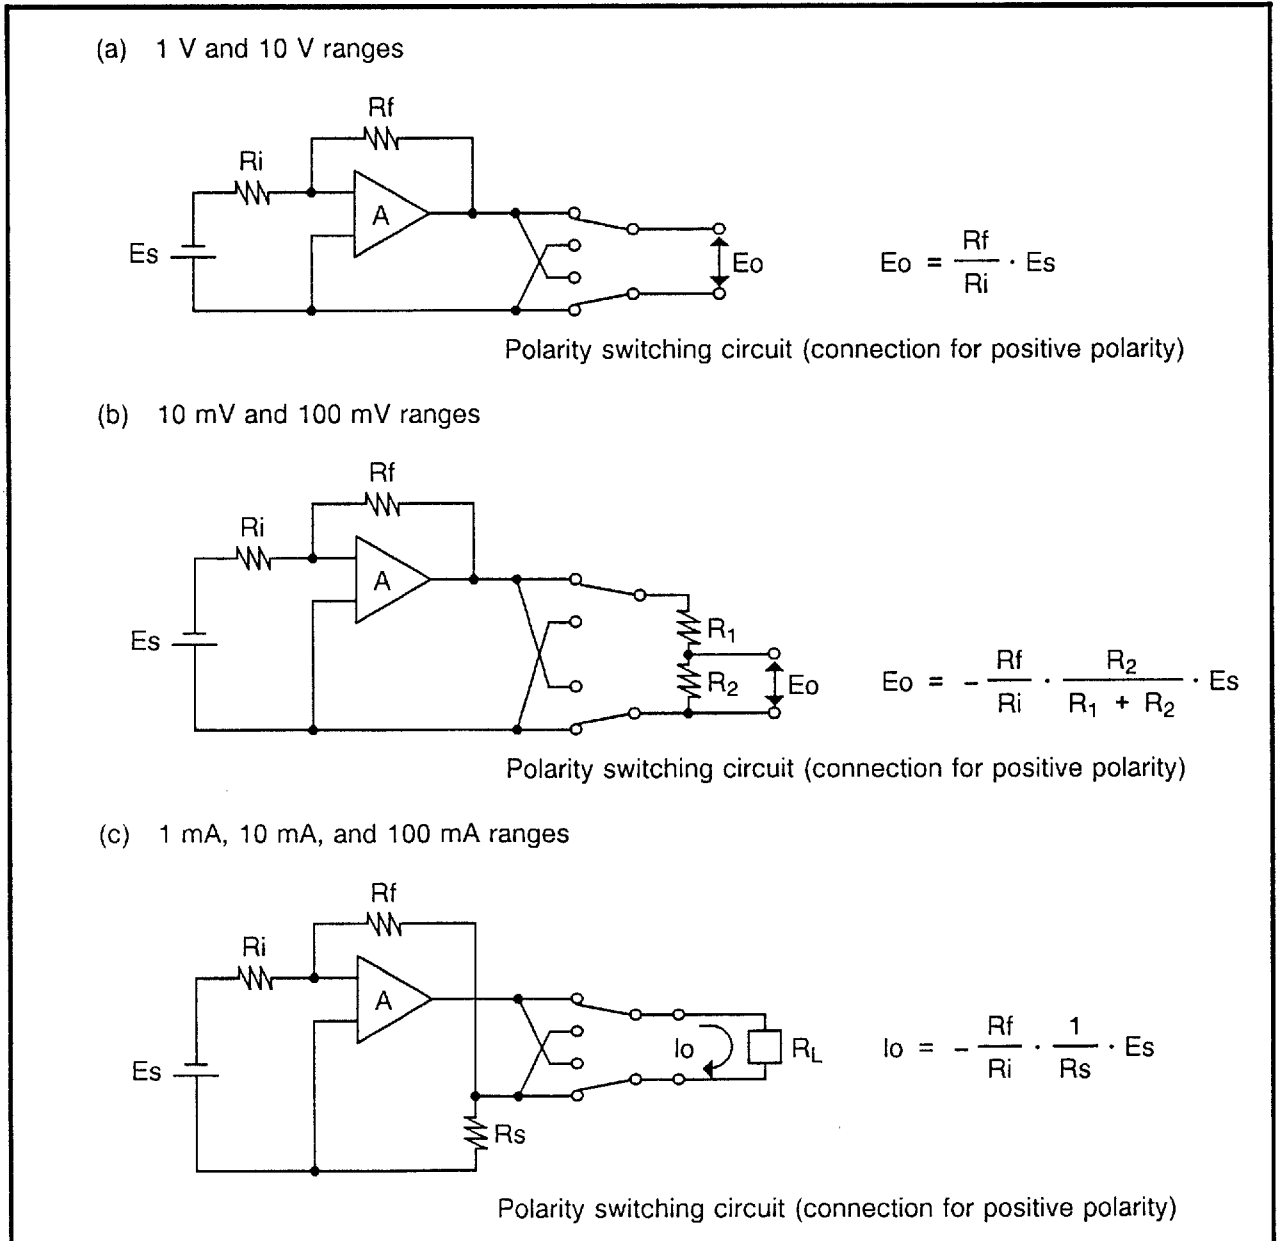 (a) 1 V and 10 V ranges
Rf
Ri
A
Es
Eo
Eo = Rf / Ri · Es
Polarity switching circuit (connection for positive polarity)
(b) 10 mV and 100 mV ranges
Rf
Ri
A
Es
R1
R2
Eo
Eo = - Rf / Ri · R2 / R1 + R2 · Es
Polarity switching circuit (connection for positive polarity)
(c) 1 mA, 10 mA, and 100 mA ranges
Rf
Ri
A
Es
Io
RL
Rs
Io = - Rf / Ri · 1 / Rs · Es
Polarity switching circuit (connection for positive polarity)